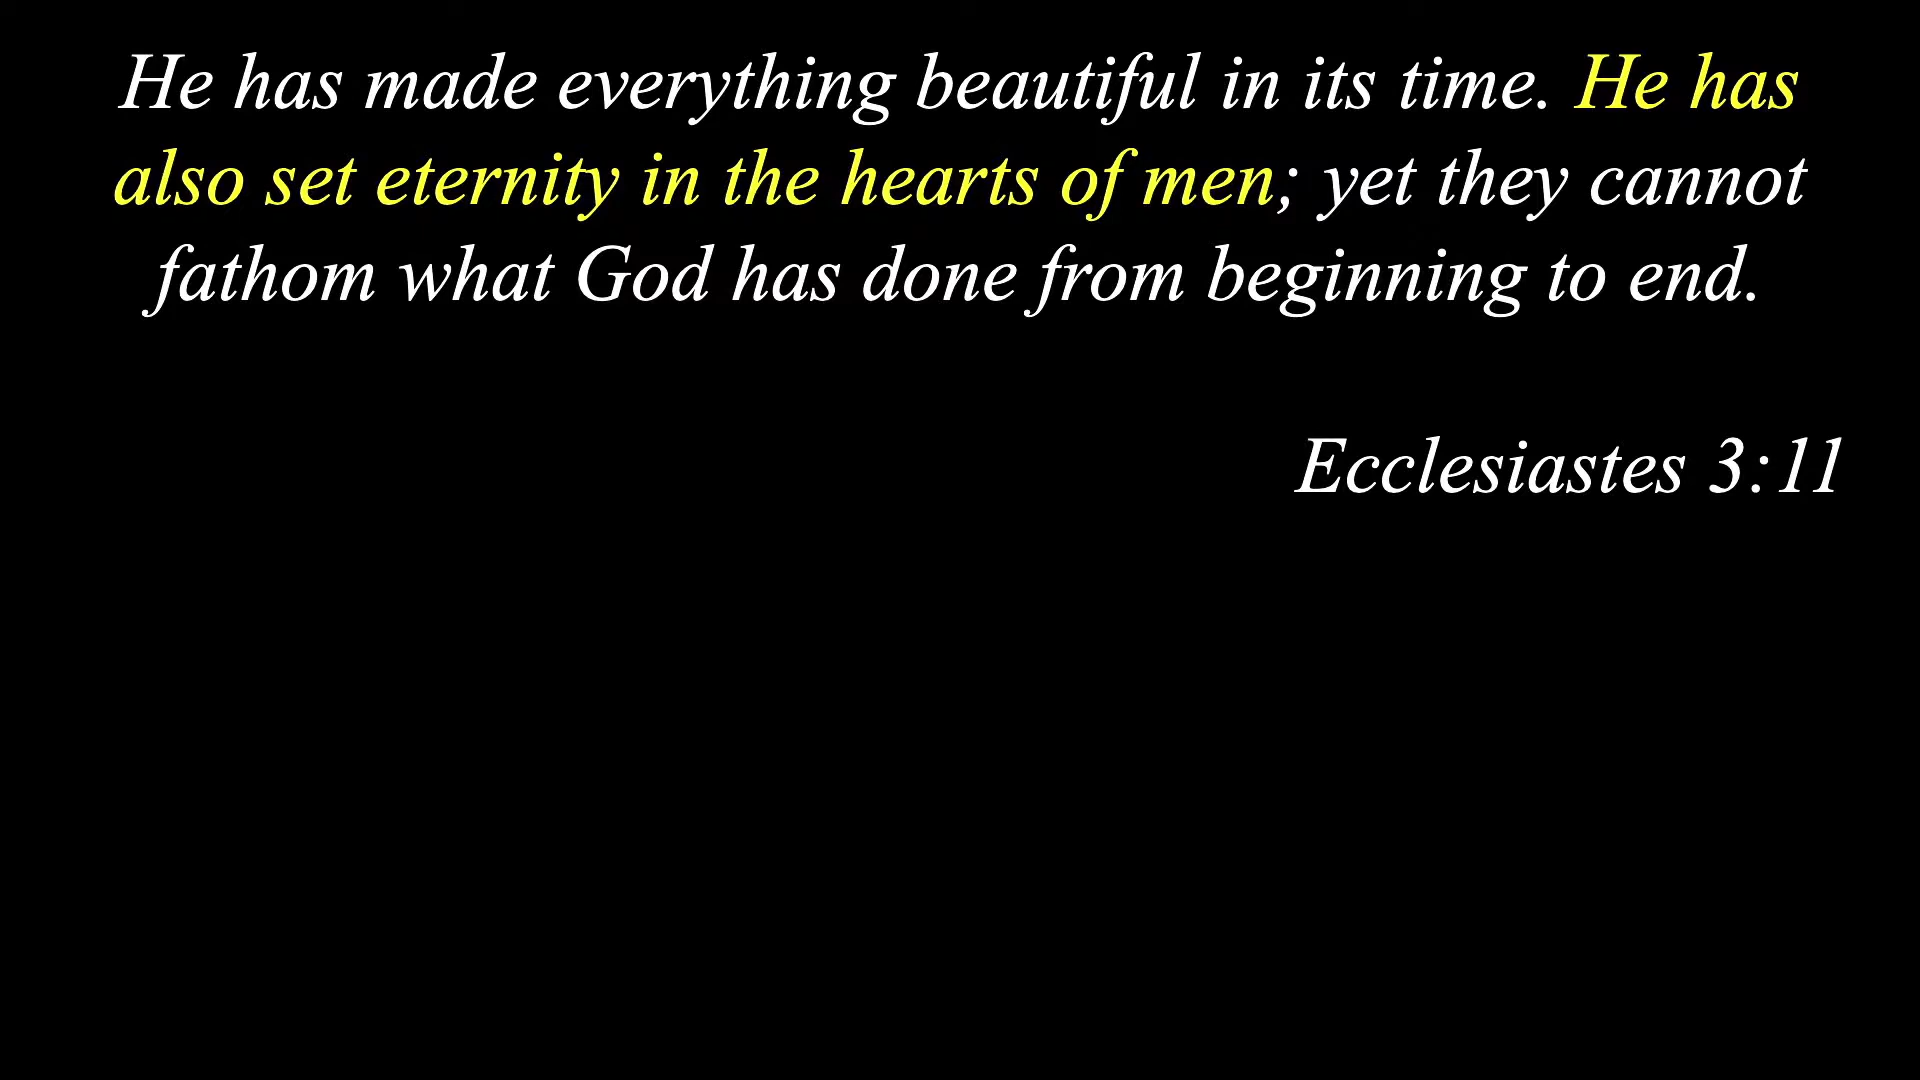 He has made everything beautiful in its time. He has
also set eternity in the hearts of men; yet they cannot
fathom what God has done from beginning to end.
Ecclesiastes 3:11